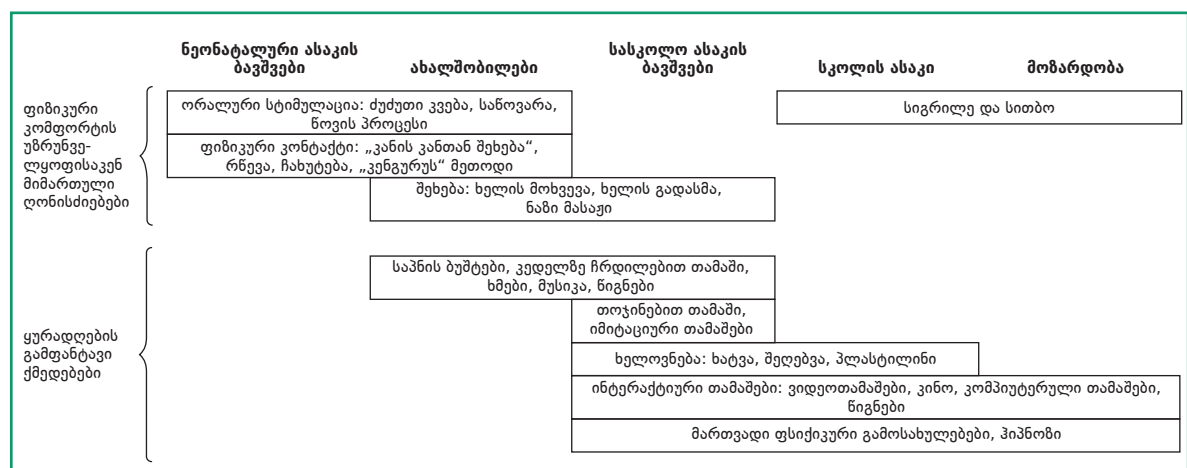 ნეონატალური ასაკის
ბავშვები
ახალშობილები
სასკოლო ასაკის
ბავშვები
სკოლის ასაკი
მოზარდობა
ფიზიკური
კომფორტის
უზრუნვე-
ლყოფისაკენ
მიმართული
ღონისძიებები
ორალური სტიმულაცია: ძუძუთი კვება, საწოვარა,
წოვის პროცესი
სიგრილე და სითბო
ფიზიკური კონტაქტი: „კანის კანთან შეხება“,
რწევა, ჩახუტება, „კენგურუს“ მეთოდი
შეხება: ხელის მოხვევა, ხელის გადასმა,
ნაზი მასაჟი
ყურადღების
გამფანტავი
ქმედებები
საპნის ბუშტები, კედელზე ჩრდილებით თამაში,
ხმები, მუსიკა, წიგნები
თოჯინებით თამაში,
იმიტაციური თამაშები
ხელოვნება: ხატვა, შეღებვა, პლასტილინი
ინტერაქტიური თამაშები: ვიდეოთამაშები, კინო, კომპიუტერული თამაშები,
წიგნები
მართვადი ფსიქიკური გამოსახულებები, ჰიპნოზი